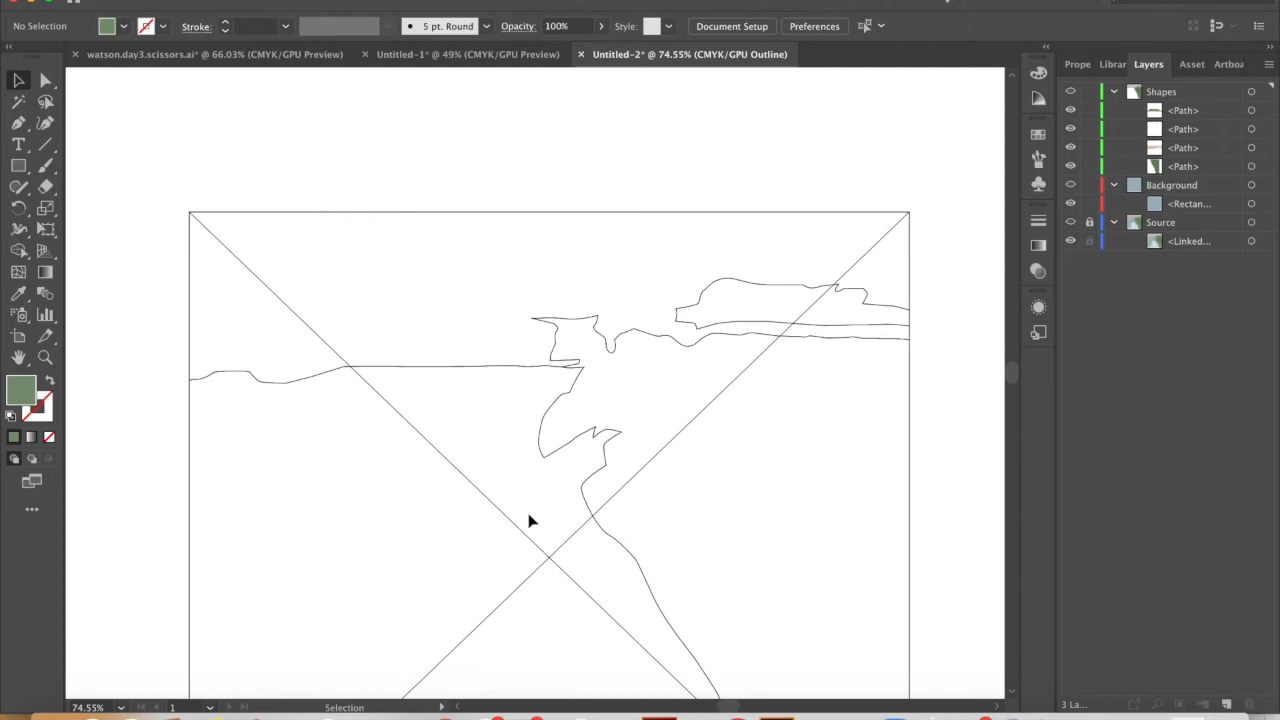 No Selection
Stroke:
5 pt. Round
Opacity: 100%
Style:
Document Setup
Preferences
watson.day3.scissors.ai* @ 66.03% (CMYK/GPU Preview)
Untitled-1* @ 49% (CMYK/GPU Preview)
Untitled-2* @ 74.55% (CMYK/GPU Outline)
Prope
Librar
Layers
Asset
Artboa
Shapes
<Path>
<Path>
<Path>
<Path>
Background
<Rectan...
Source
<Linked...
74.55%
1
Selection
3 La...